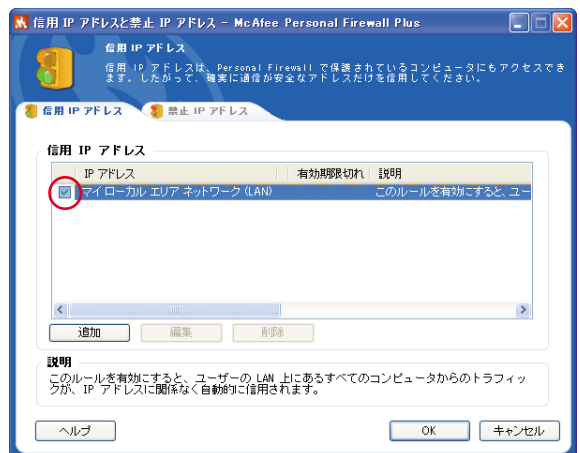 信用 IP アドレスと禁止 IP アドレス - McAfee Personal Firewall Plus
信用 IP アドレス
信用 IP アドレスは、Personal Firewall で保護されているコンピュータにもアクセスでき
ます。したがって、確実に通信が安全なアドレスだけを信用してください。
信用 IP アドレス 禁止 IP アドレス
信用 IP アドレス
IP アドレス 有効期限切れ 説明
マイ ローカル エリア ネットワーク (LAN) このルールを有効にすると、ユー
追加 編集 削除
説明
このルールを有効にすると、ユーザーの LAN 上にあるすべてのコンピュータからのトラフィッ
クが、IP アドレスに関係なく自動的に信用されます。
ヘルプ OK キャンセル